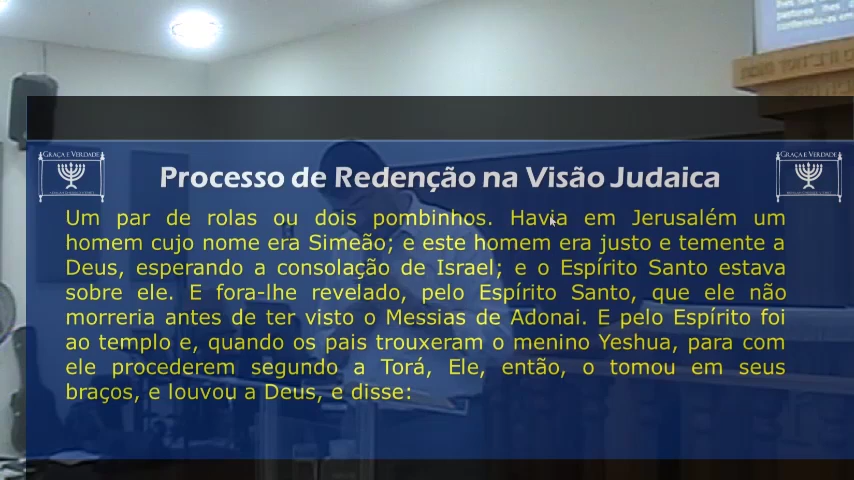 GRAÇA E VERDADE
GRAÇA E VERDADE
Processo de Redenção na Visão Judaica
Um par de rolas ou dois pombinhos. Havia em Jerusalém um
homem cujo nome era Simeão; e este homem era justo e temente a
Deus, esperando a consolação de Israel; e o Espírito Santo estava
sobre ele. E fora-lhe revelado, pelo Espírito Santo, que ele não
morreria antes de ter visto o Messias de Adonai. E pelo Espírito foi
ao templo e, quando os pais trouxeram o menino Yeshua, para com
ele procederem segundo a Torá, Ele, então, o tomou em seus
braços, e louvou a Deus, e disse: